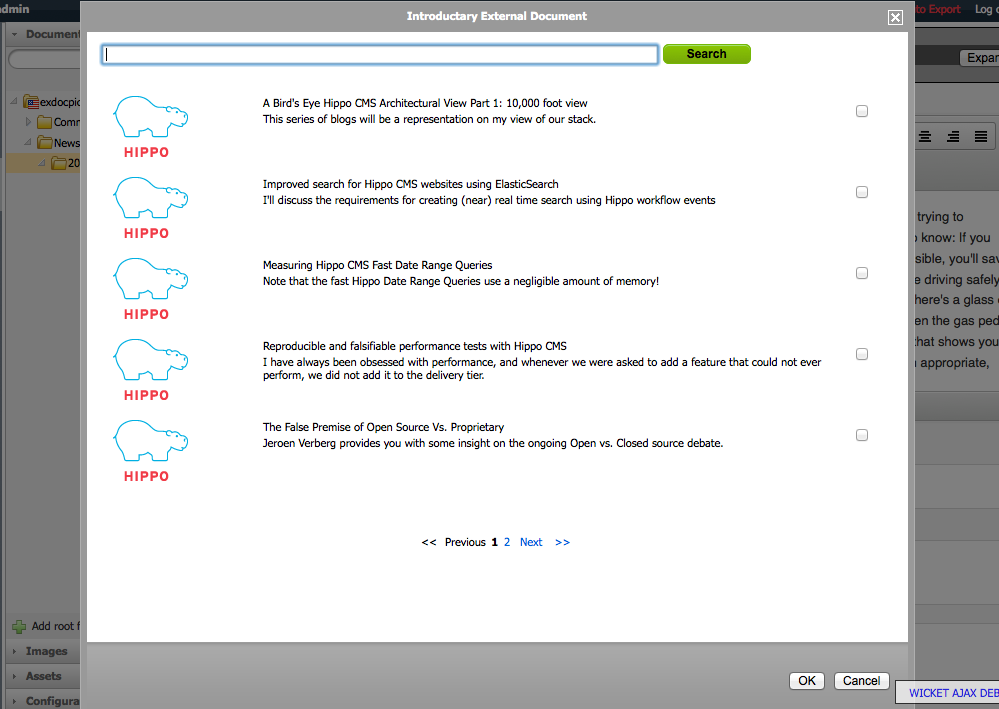 dmin
Introductary External Document
to Export Log
Document
Search
Expan
exdocpic
Comm
News
20
A Bird's Eye Hippo CMS Architectural View Part 1: 10,000 foot view
This series of blogs will be a representation on my view of our stack.
HIPPO
Improved search for Hippo CMS websites using ElasticSearch
I'll discuss the requirements for creating (near) real time search using Hippo workflow events
HIPPO
Measuring Hippo CMS Fast Date Range Queries
Note that the fast Hippo Date Range Queries use a negligible amount of memory!
HIPPO
Reproducible and falsifiable performance tests with Hippo CMS
I have always been obsessed with performance, and whenever we were asked to add a feature that could not ever
perform, we did not add it to the delivery tier.
HIPPO
The False Premise of Open Source Vs. Proprietary
Jeroen Verberg provides you with some insight on the ongoing Open vs. Closed source debate.
HIPPO
<< Previous 1 2 Next >>
trying to
know: If you
sible, you'll sav
e driving safely
here's a glass
en the gas ped
that shows you
appropriate,
Add root f
Images
Assets
Configura
OK Cancel
WICKET AJAX DEB